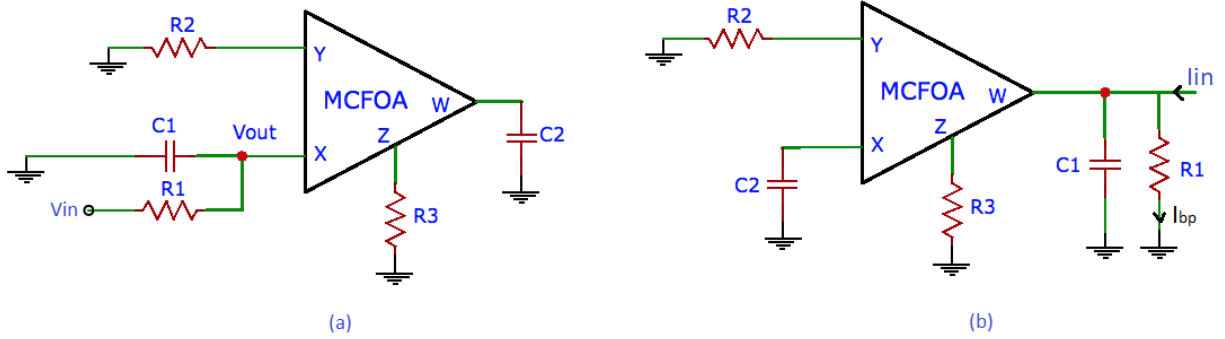 R2
Y
MCFOA
W
C1
Vout
Z
X
C2
R1
Vin
R3
(a)
R2
Y
MCFOA
W
Iin
Z
X
C2
C1
R1
R3
Ibp
(b)